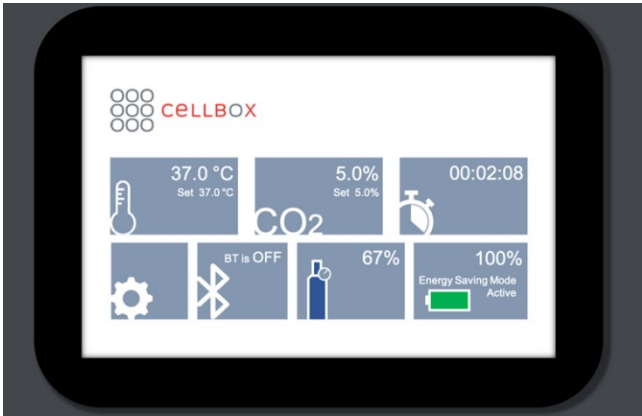 CELLBOX
37.0 °C
Set 37.0 °C
CO2
5.0%
Set 5.0%
00:02:08
BT is OFF
67%
100%
Energy Saving Mode
Active